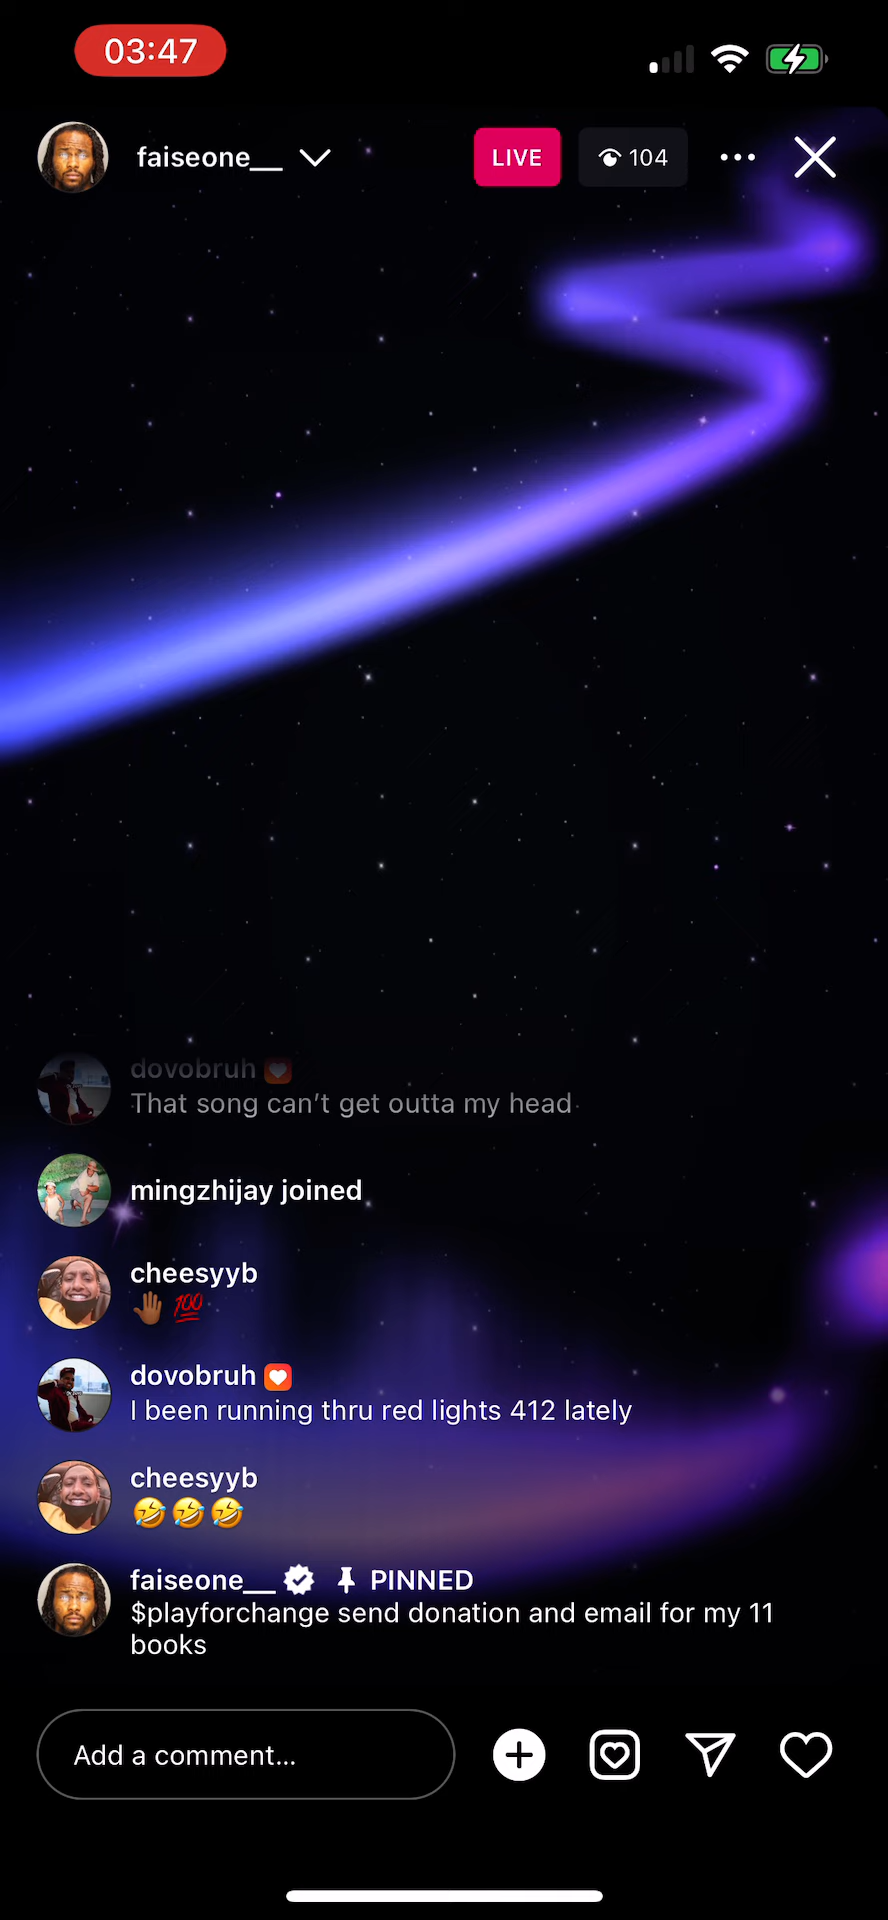 03:47
faiseone__
LIVE
104
dovobruh
That song can’t get outta my head
mingzhijay joined
cheesyyb
🤚🏾 💯
dovobruh
I been running thru red lights 412 lately
cheesyyb
🤣🤣🤣
faiseone__ PINNED
$playforchange send donation and email for my 11
books
Add a comment...